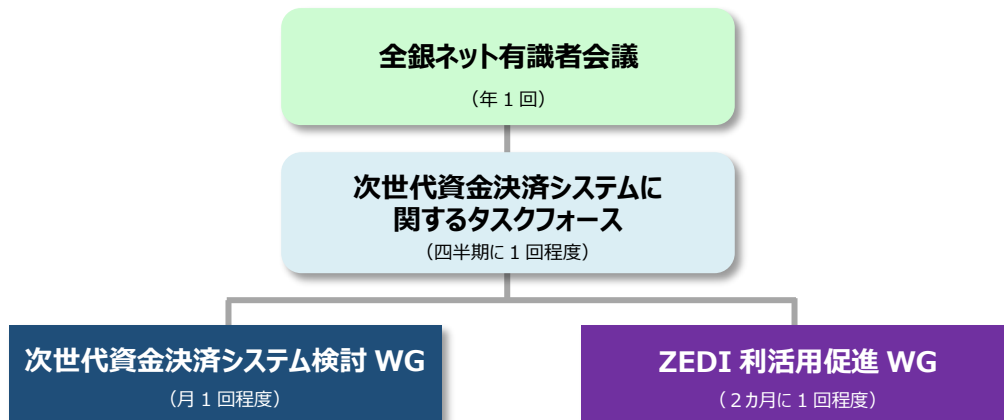 全銀ネット有識者会議
（年 1 回）
次世代資金決済システムに
関するタスクフォース
（四半期に 1 回程度）
次世代資金決済システム検討 WG
（月 1 回程度）
ZEDI 利活用促進 WG
（２カ月に 1 回程度）